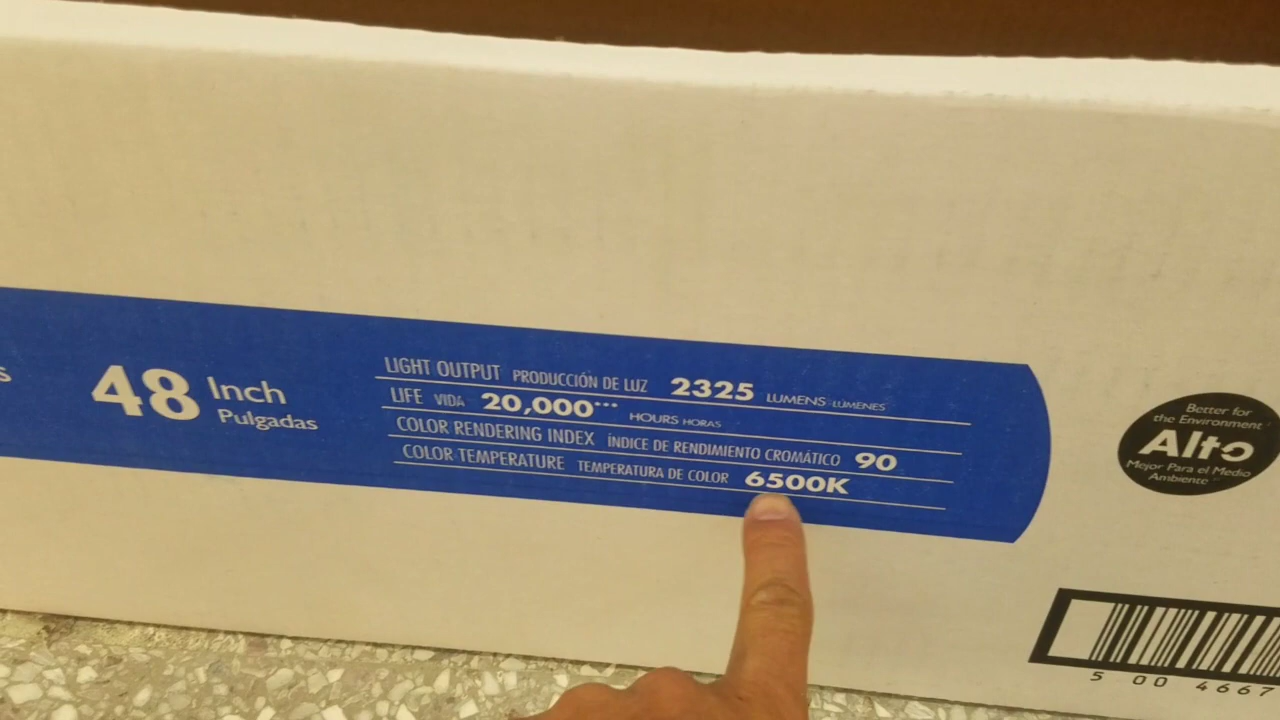 s
48 Inch
Pulgadas
LIGHT OUTPUT PRODUCCIÓN DE LUZ 2325 LUMENS LÚMENES
LIFE VIDA 20,000*** HOURS HORAS
COLOR RENDERING INDEX ÍNDICE DE RENDIMIENTO CROMÁTICO 90
COLOR TEMPERATURE TEMPERATURA DE COLOR 6500K
Better for
the Environment
Alto
Mejor Para el Medio
Ambiente
5 00 4667